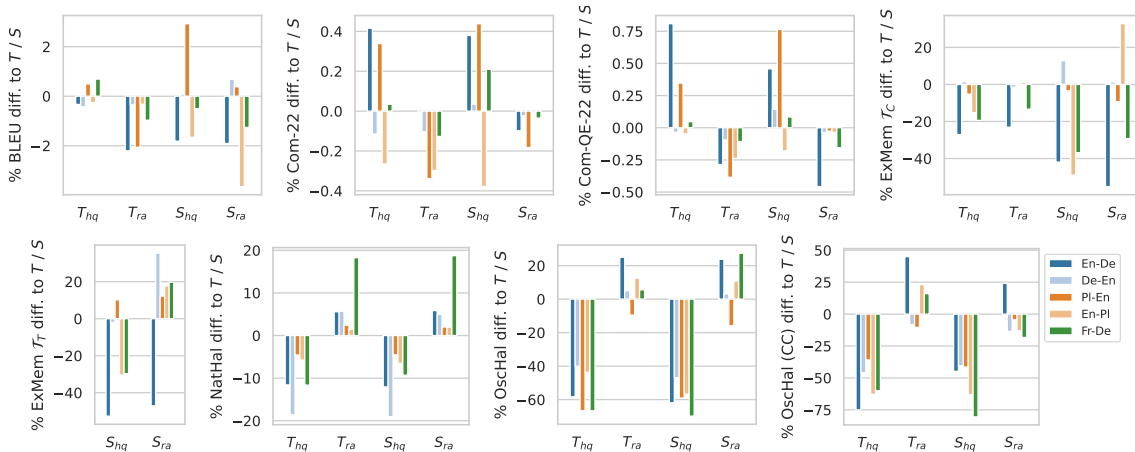 % BLEU diff. to T / S
2
0
−2
T_hq
T_ra
S_hq
S_ra
% Com-22 diff. to T / S
0.4
0.2
0.0
−0.2
−0.4
T_hq
T_ra
S_hq
S_ra
% Com-QE-22 diff. to T / S
0.75
0.50
0.25
0.00
−0.25
−0.50
T_hq
T_ra
S_hq
S_ra
% ExMem 𝒯_C diff. to T / S
20
0
−20
−40
T_hq
T_ra
S_hq
S_ra
% ExMem 𝒯_T diff. to T / S
20
0
−20
−40
S_hq
S_ra
% NatHal diff. to T / S
20
10
0
−10
−20
T_hq
T_ra
S_hq
S_ra
% OscHal diff. to T / S
20
0
−20
−40
−60
T_hq
T_ra
S_hq
S_ra
% OscHal (CC) diff. to T / S
50
25
0
−25
−50
−75
T_hq
T_ra
S_hq
S_ra
En-De
De-En
Pl-En
En-Pl
Fr-De